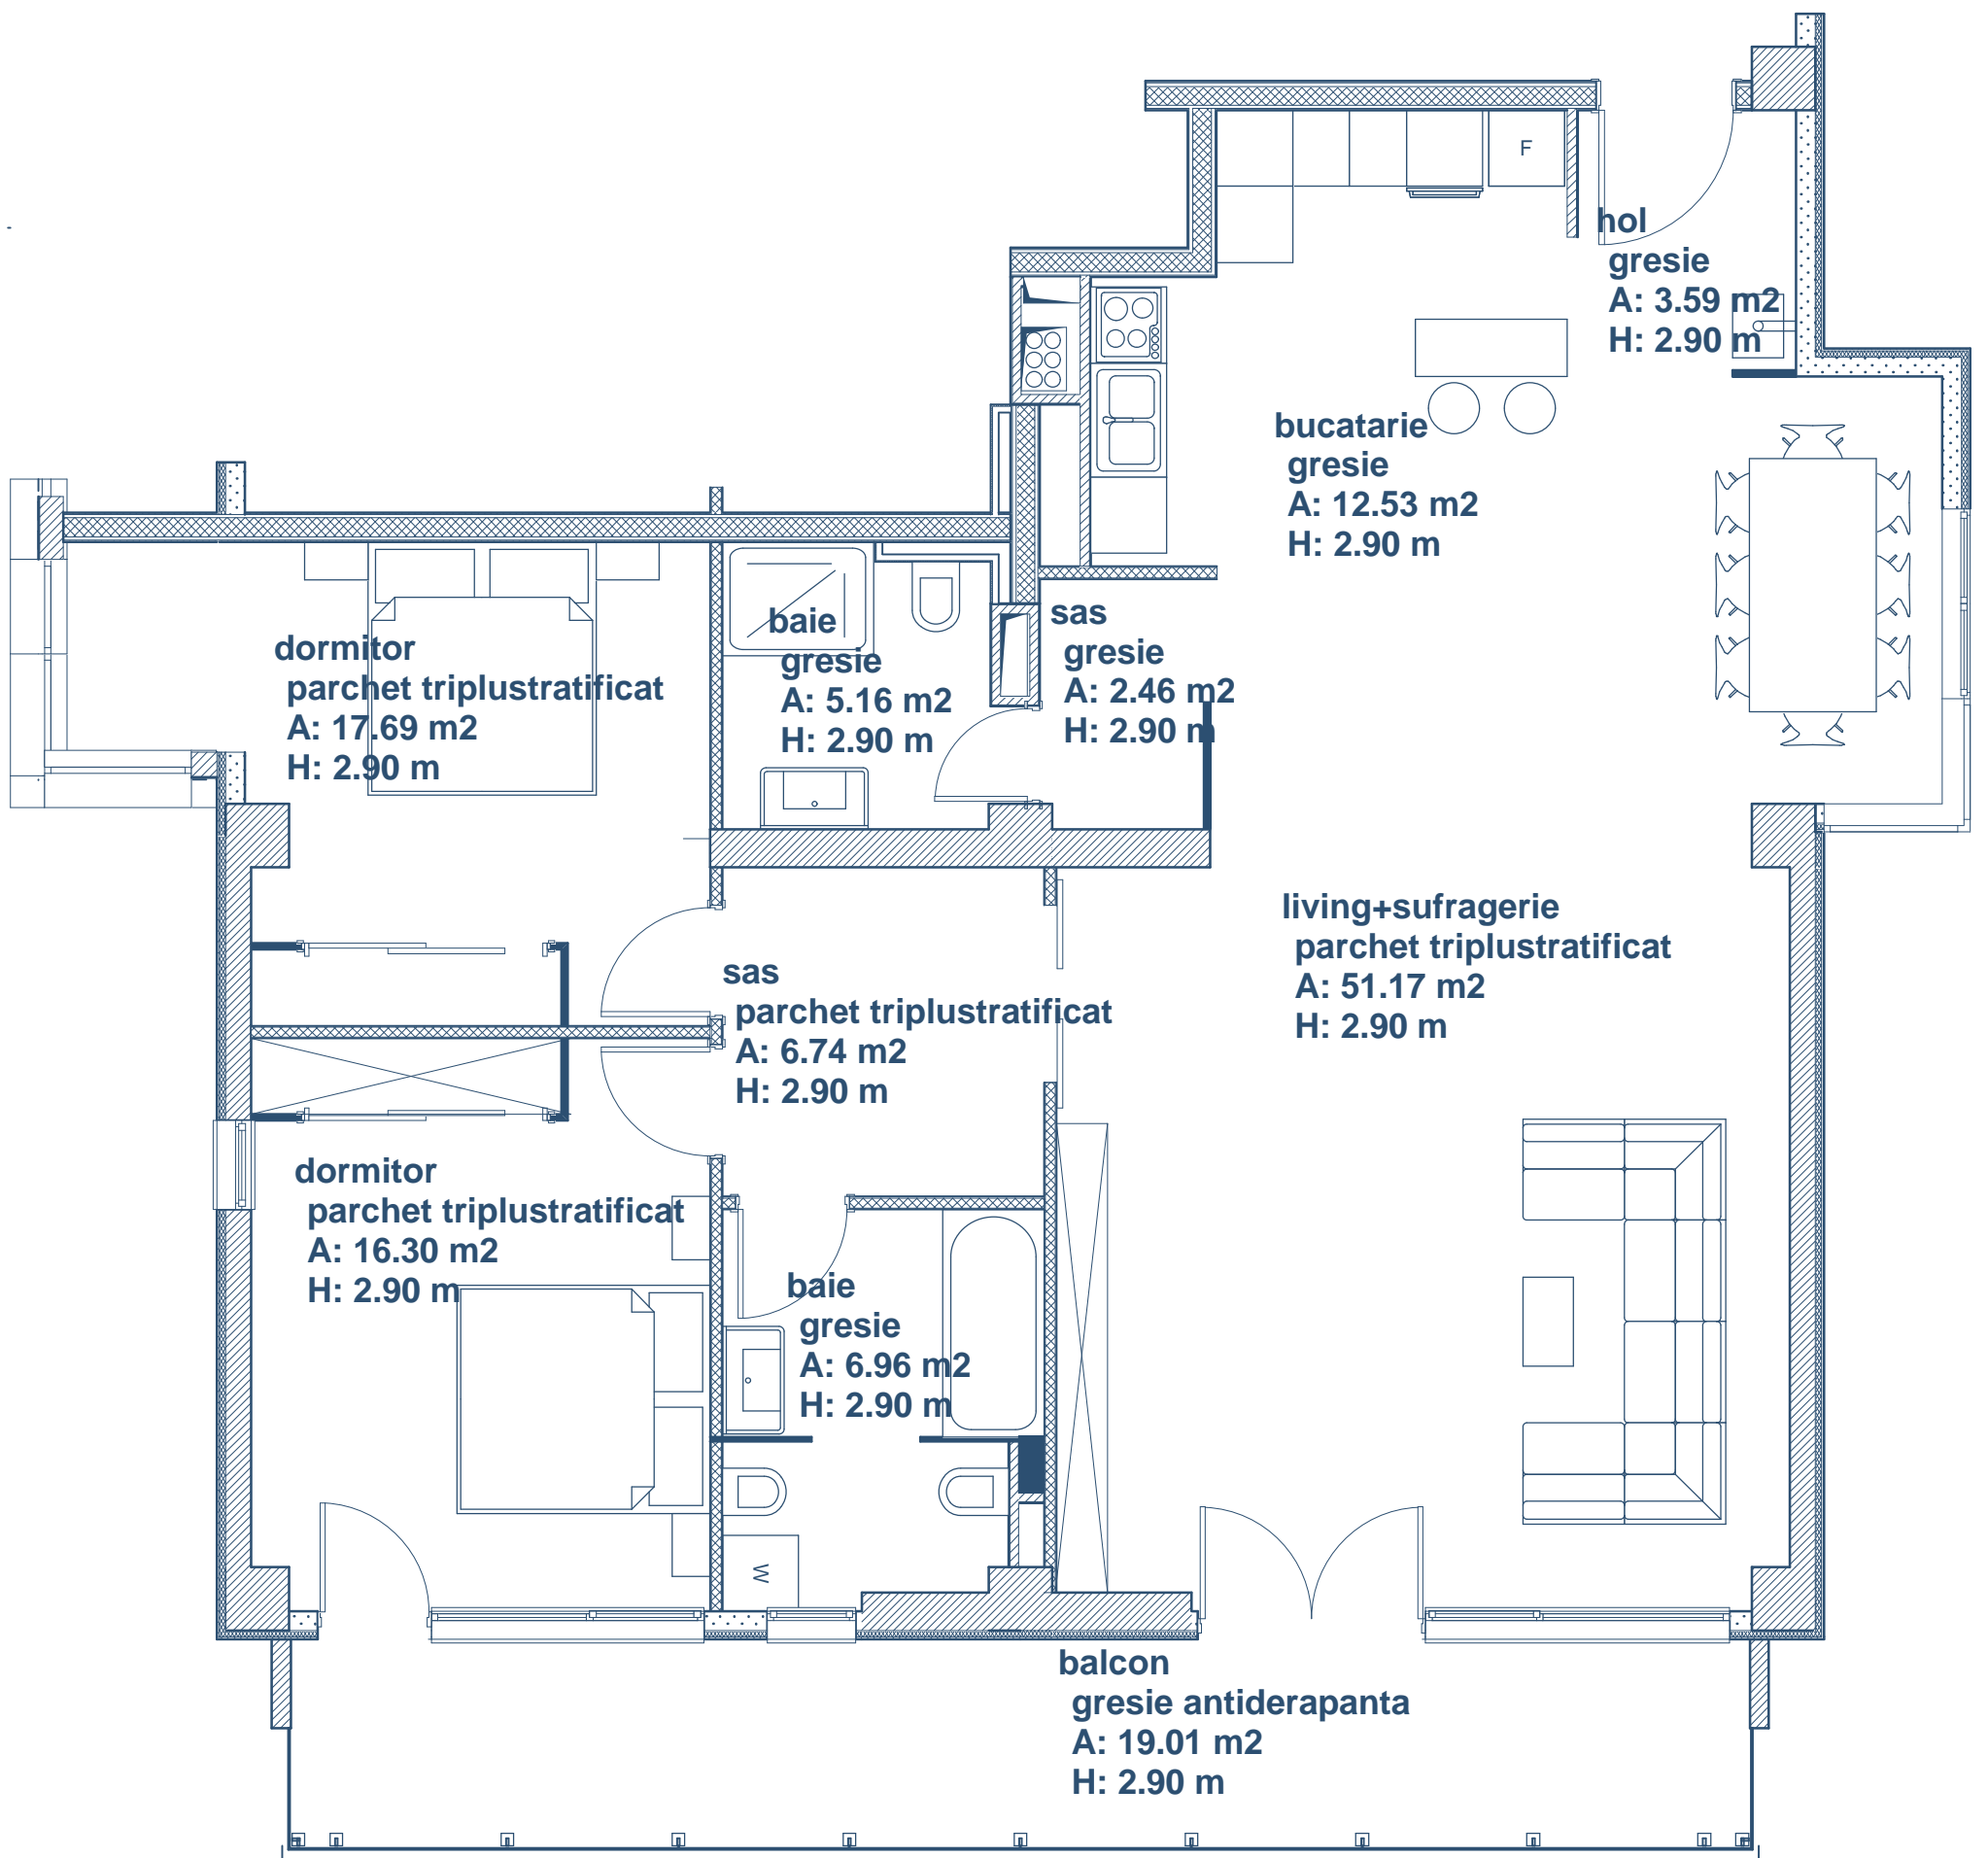 F
hol
gresie
A: 3.59 m2
H: 2.90 m
bucatarie
gresie
A: 12.53 m2
H: 2.90 m
dormitor
parchet triplustratificat
A: 17.69 m2
H: 2.90 m
baie
gresie
A: 5.16 m2
H: 2.90 m
sas
gresie
A: 2.46 m2
H: 2.90 m
living+sufragerie
parchet triplustratificat
A: 51.17 m2
H: 2.90 m
sas
parchet triplustratificat
A: 6.74 m2
H: 2.90 m
dormitor
parchet triplustratificat
A: 16.30 m2
H: 2.90 m
baie
gresie
A: 6.96 m2
H: 2.90 m
W
balcon
gresie antiderapanta
A: 19.01 m2
H: 2.90 m